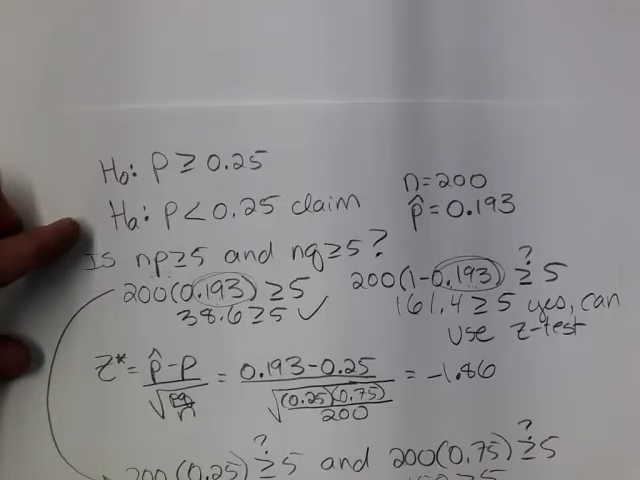 H₀: p ≥ 0.25
Hₐ: p < 0.25 claim
n=200
p̂ = 0.193
Is np≥5 and nq≥5?
200(0.193) ≥5
38.6≥5 ✓
200(1-0.193) ≥? 5
161.4≥5 yes, can
use z-test
z* = (p̂-p)/√(pq/n) = (0.193-0.25)/√((0.25)(0.75)/200) = -1.86
200(0.25) ≥? 5 and 200(0.75) ≥? 5